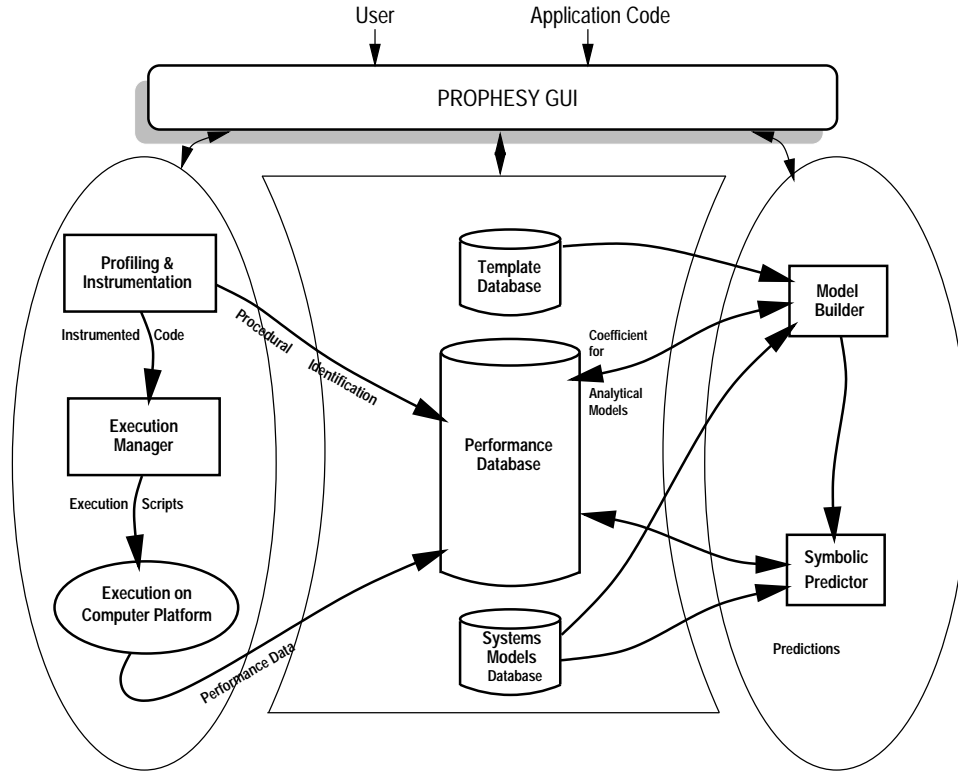 User
Application Code
PROPHESY GUI
Profiling &
Instrumentation
Instrumented Code
Execution
Manager
Execution Scripts
Execution on
Computer Platform
Procedural Identification
Performance Data
Template
Database
Performance
Database
Systems
Models
Database
Coefficient
for
Analytical
Models
Model
Builder
Symbolic
Predictor
Predictions